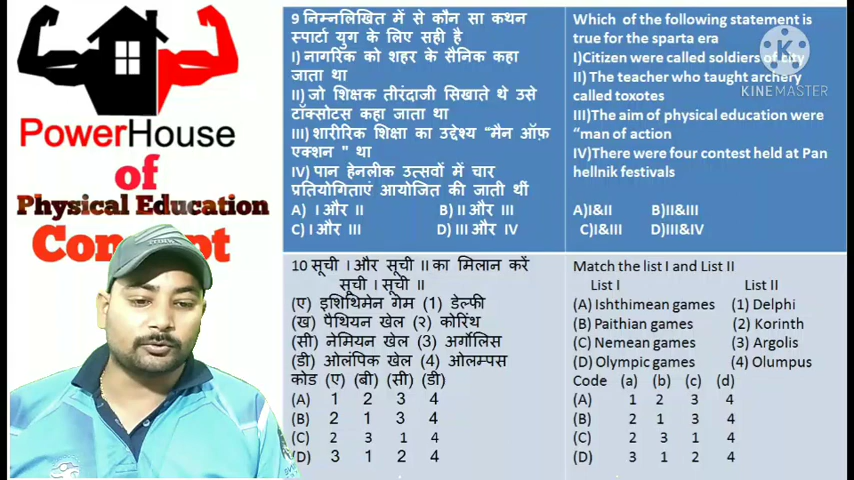 PowerHouse
of
Physical Education
Concept
9 निम्नलिखित में से कौन सा कथन
स्पार्टा युग के लिए सही है
I) नागरिक को शहर के सैनिक कहा
जाता था
II) जो शिक्षक तीरंदाजी सिखाते थे उसे
टॉक्सोटस कहा जाता था
III) शारीरिक शिक्षा का उद्देश्य “मैन ऑफ़
एक्शन " था
IV) पान हेनलीक उत्सवों में चार
प्रतियोगिताएं आयोजित की जाती थीं
A) I और II B) II और III
C) I और III D) III और IV
Which of the following statement is
true for the sparta era
I)Citizen were called soldiers of city
II) The teacher who taught archery
called toxotes
III)The aim of physical education were
“man of action
IV)There were four contest held at Pan
hellnik festivals
A)I&II B)II&III
C)I&III D)III&IV
KINEMASTER
10 सूची I और सूची II का मिलान करें
सूची I सूची II
(ए) इशिथिमेन गेम (1) डेल्फी
(ख) पैथियन खेल (२) कोरिंथ
(सी) नेमियन खेल (3) अर्गोलिस
(डी) ओलंपिक खेल (4) ओलम्पस
कोड (ए) (बी) (सी) (डी)
(A) 1 2 3 4
(B) 2 1 3 4
(C) 2 3 1 4
(D) 3 1 2 4
Match the list I and List II
List I List II
(A) Ishthimean games (1) Delphi
(B) Paithian games (2) Korinth
(C) Nemean games (3) Argolis
(D) Olympic games (4) Olumpus
Code (a) (b) (c) (d)
(A) 1 2 3 4
(B) 2 1 3 4
(C) 2 3 1 4
(D) 3 1 2 4